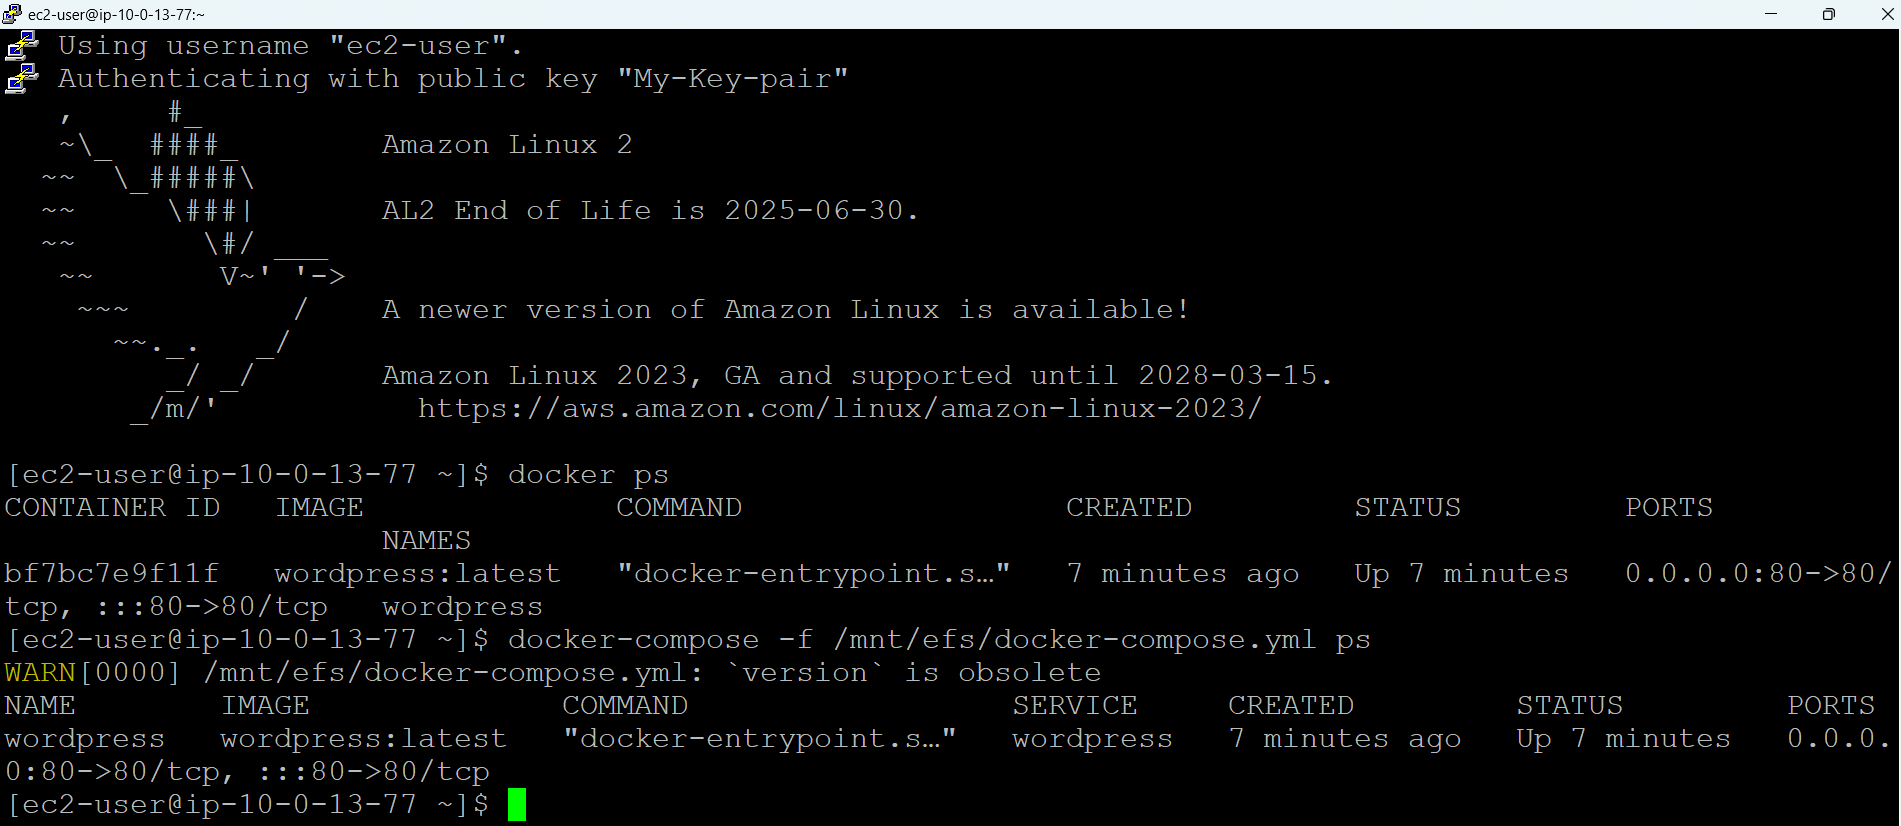 ec2-user@ip-10-0-13-77:~
Using username "ec2-user".
Authenticating with public key "My-Key-pair"
   ,     #_
   ~\_  ####_        Amazon Linux 2
  ~~  \_#####\
  ~~     \###|       AL2 End of Life is 2025-06-30.
  ~~       \#/ ___
   ~~       V~' '->
    ~~~         /    A newer version of Amazon Linux is available!
      ~~._.   _/
         _/ _/       Amazon Linux 2023, GA and supported until 2028-03-15.
       _/m/'           https://aws.amazon.com/linux/amazon-linux-2023/
[ec2-user@ip-10-0-13-77 ~]$ docker ps
CONTAINER ID   IMAGE              COMMAND                  CREATED         STATUS         PORTS
                     NAMES
bf7bc7e9f11f   wordpress:latest   "docker-entrypoint.s…"   7 minutes ago   Up 7 minutes   0.0.0.0:80->80/
tcp, :::80->80/tcp   wordpress
[ec2-user@ip-10-0-13-77 ~]$ docker-compose -f /mnt/efs/docker-compose.yml ps
WARN[0000] /mnt/efs/docker-compose.yml: `version` is obsolete
NAME        IMAGE              COMMAND                  SERVICE     CREATED         STATUS         PORTS
wordpress   wordpress:latest   "docker-entrypoint.s…"   wordpress   7 minutes ago   Up 7 minutes   0.0.0.
0:80->80/tcp, :::80->80/tcp
[ec2-user@ip-10-0-13-77 ~]$